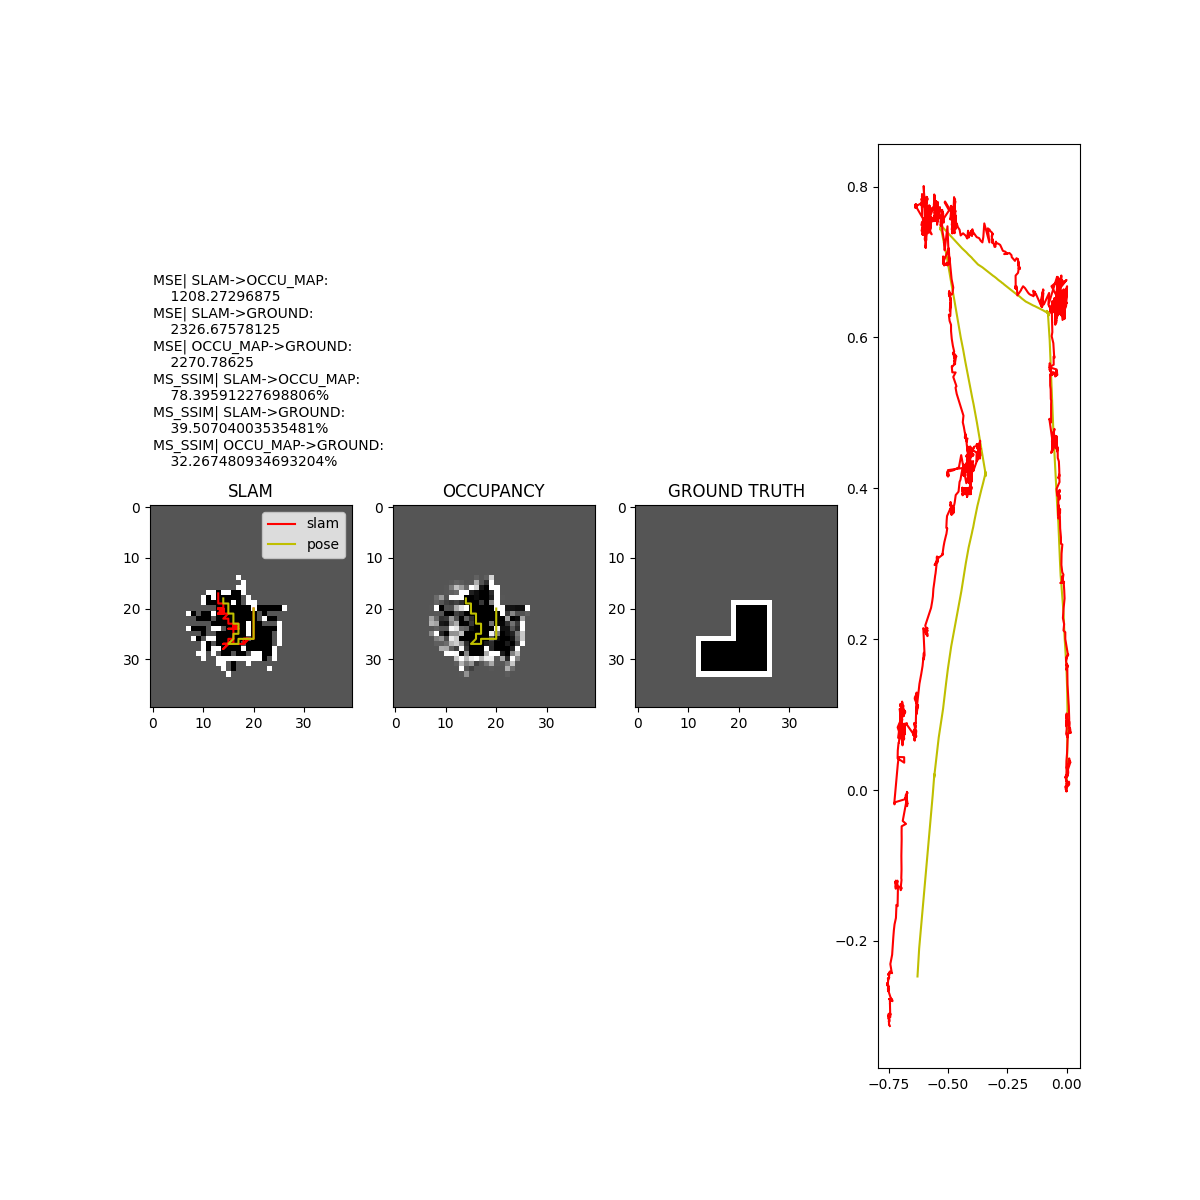 MSE| SLAM->OCCU_MAP:
1208.27296875
MSE| SLAM->GROUND:
2326.67578125
MSE| OCCU_MAP->GROUND:
2270.78625
MS_SSIM| SLAM->OCCU_MAP:
78.39591227698806%
MS_SSIM| SLAM->GROUND:
39.50704003535481%
MS_SSIM| OCCU_MAP->GROUND:
32.267480934693204%
SLAM
slam
pose
0
10
20
30
0 10 20 30
OCCUPANCY
0
10
20
30
0 10 20 30
GROUND TRUTH
0
10
20
30
0 10 20 30
0.8
0.6
0.4
0.2
0.0
−0.2
−0.75 −0.50 −0.25 0.00